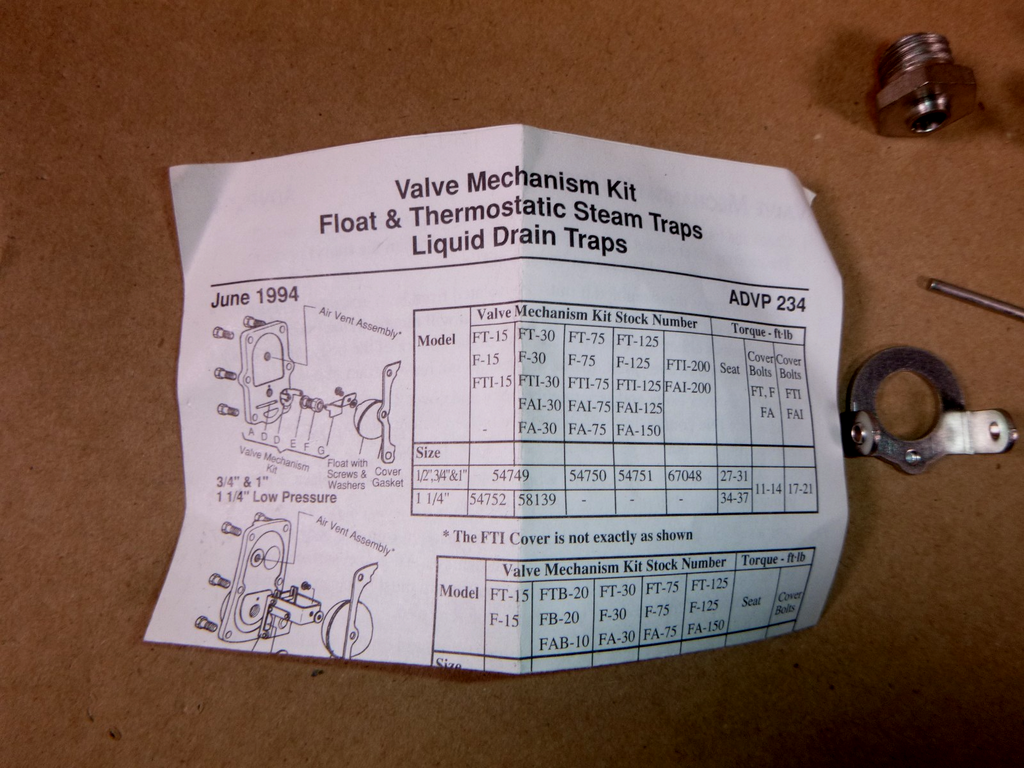 Valve Mechanism Kit
Float & Thermostatic Steam Traps
Liquid Drain Traps
June 1994
ADVP 234
Air Vent Assembly*
A D D E F G
Valve Mechanism
Kit
Float with
Screws &
Washers
Cover
Gasket
3/4" & 1"
1 1/4" Low Pressure
Air Vent Assembly*
Model Valve Mechanism Kit Stock Number Torque - ft-lb
FT-15 FT-30 FT-75 FT-125 FTI-200 Seat Cover Bolts FT, F FA Cover Bolts FTI FAI
F-15 F-30 F-75 F-125 FAI-200
FTI-15 FTI-30 FTI-75 FTI-125
FAI-30 FAI-75 FAI-125
- FA-30 FA-75 FA-150
Size
1/2",3/4"&1" 54749 54750 54751 67048 27-31 11-14 17-21
1 1/4" 54752 58139 - - - 34-37
* The FTI Cover is not exactly as shown
Model Valve Mechanism Kit Stock Number Torque - ft-lb
FT-15 FTB-20 FT-30 FT-75 FT-125 Seat Cover Bolts
F-15 FB-20 F-30 F-75 F-125
FAB-10 FA-30 FA-75 FA-150
Size